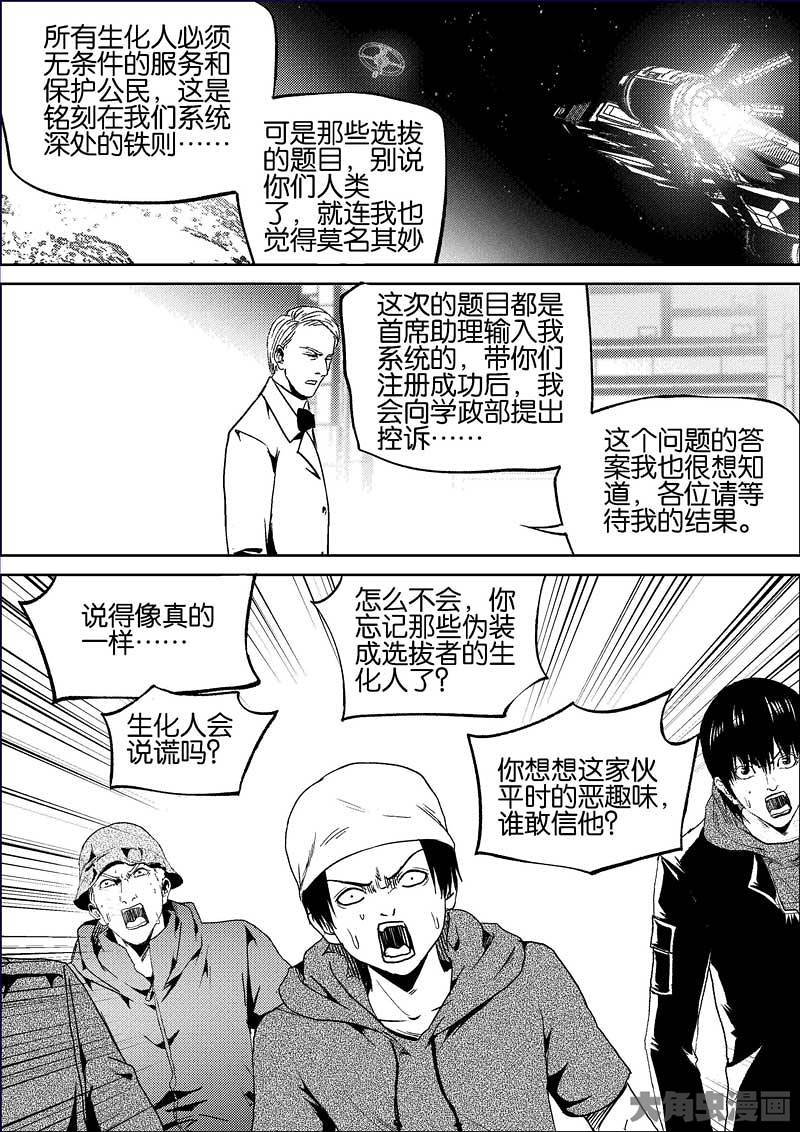 所有生化人必须
无条件的服务和
保护公民，这是
铭刻在我们系统
深处的铁则……
可是那些选拔
的题目，别说
你们人类
了，就连我也
觉得莫名其妙
这次的题目都是
首席助理输入我
系统的，带你们
注册成功后，我
会向学政部提出
控诉……
这个问题的答
案我也很想知
道，各位请等
待我的结果。
说得像真的
一样……
生化人会
说谎吗？
怎么不会，你
忘记那些伪装
成选拔者的生
化人了？
你想想这家伙
平时的恶趣味，
谁敢信他？
大角虫漫画